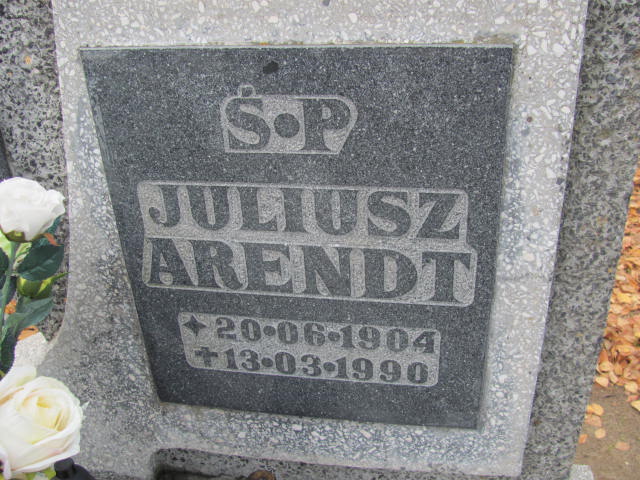 Ś•P
JULIUSZ
ARENDT
✦ 20•06•1904
✝ 13•03•1990